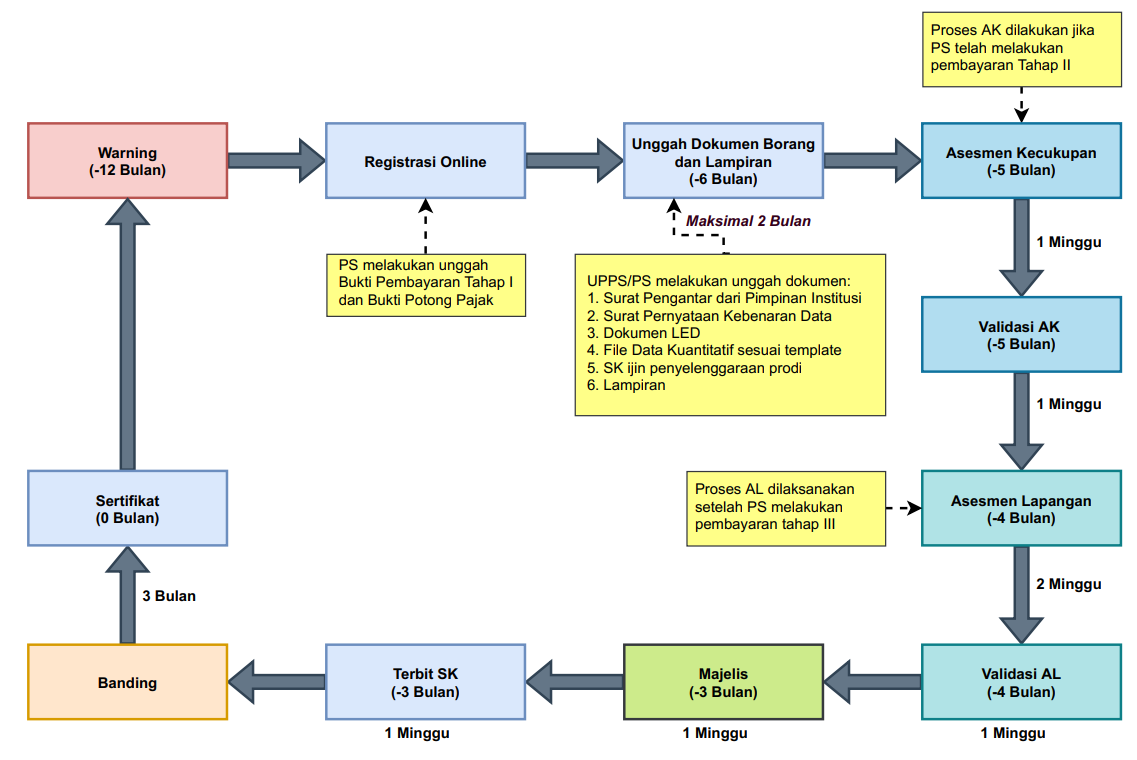 Proses AK dilakukan jika
PS telah melakukan
pembayaran Tahap II
Warning
(-12 Bulan)
Registrasi Online
Unggah Dokumen Borang
dan Lampiran
(-6 Bulan)
Asesmen Kecukupan
(-5 Bulan)
Maksimal 2 Bulan
1 Minggu
PS melakukan unggah
Bukti Pembayaran Tahap I
dan Bukti Potong Pajak
UPPS/PS melakukan unggah dokumen:
1. Surat Pengantar dari Pimpinan Institusi
2. Surat Pernyataan Kebenaran Data
3. Dokumen LED
4. File Data Kuantitatif sesuai template
5. SK ijin penyelenggaraan prodi
6. Lampiran
Validasi AK
(-5 Bulan)
1 Minggu
Sertifikat
(0 Bulan)
Proses AL dilaksanakan
setelah PS melakukan
pembayaran tahap III
Asesmen Lapangan
(-4 Bulan)
3 Bulan
2 Minggu
Banding
Terbit SK
(-3 Bulan)
Majelis
(-3 Bulan)
Validasi AL
(-4 Bulan)
1 Minggu
1 Minggu
1 Minggu